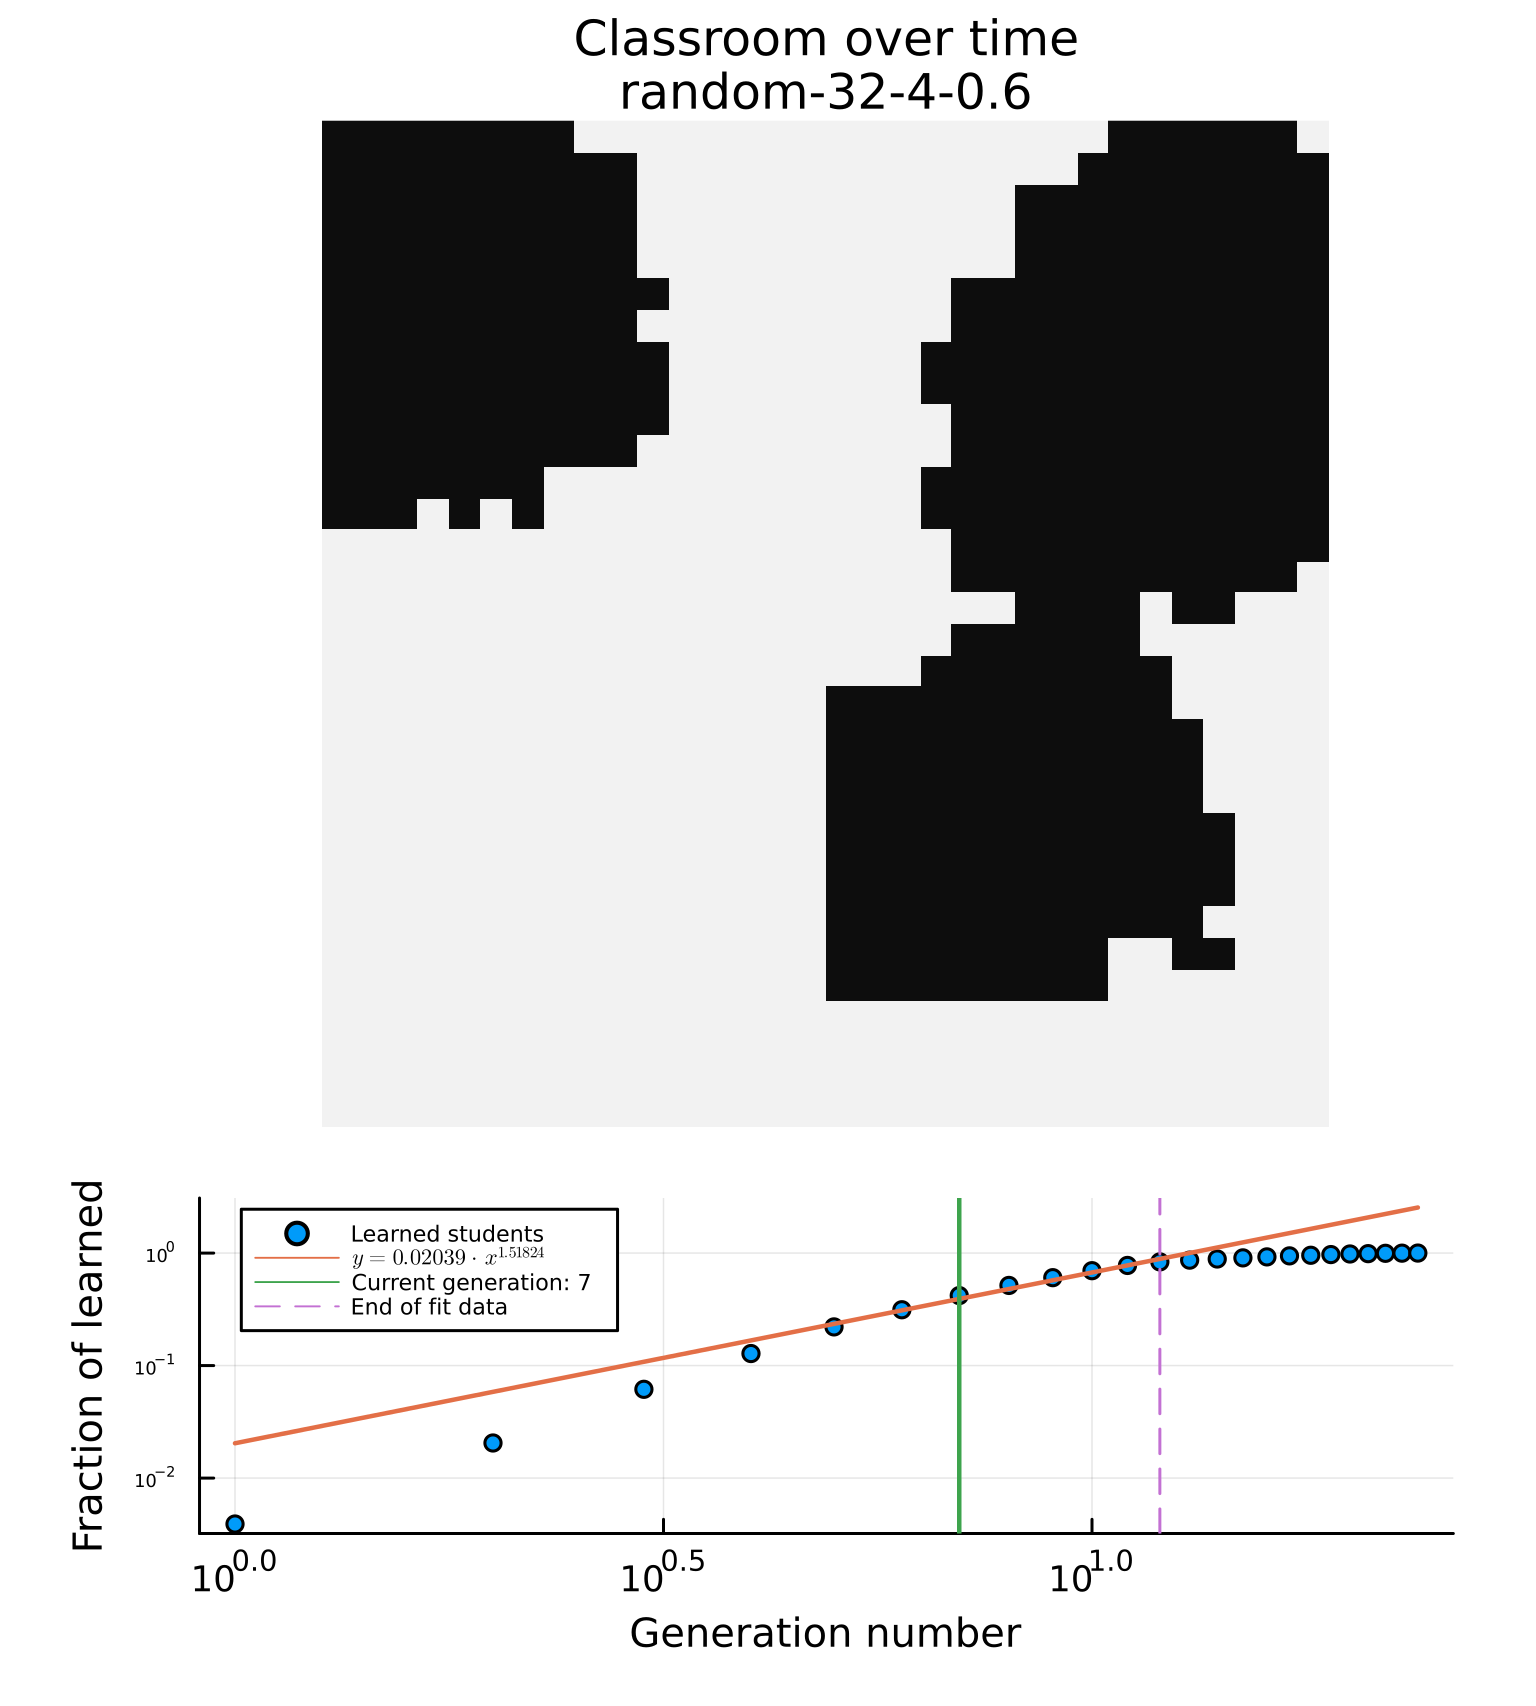 Classroom over time
random-32-4-0.6
Fraction of learned
10⁰
10⁻¹
10⁻²
Learned students
y = 0.02039 · x^1.51824
Current generation: 7
End of fit data
10^0.0
10^0.5
10^1.0
Generation number